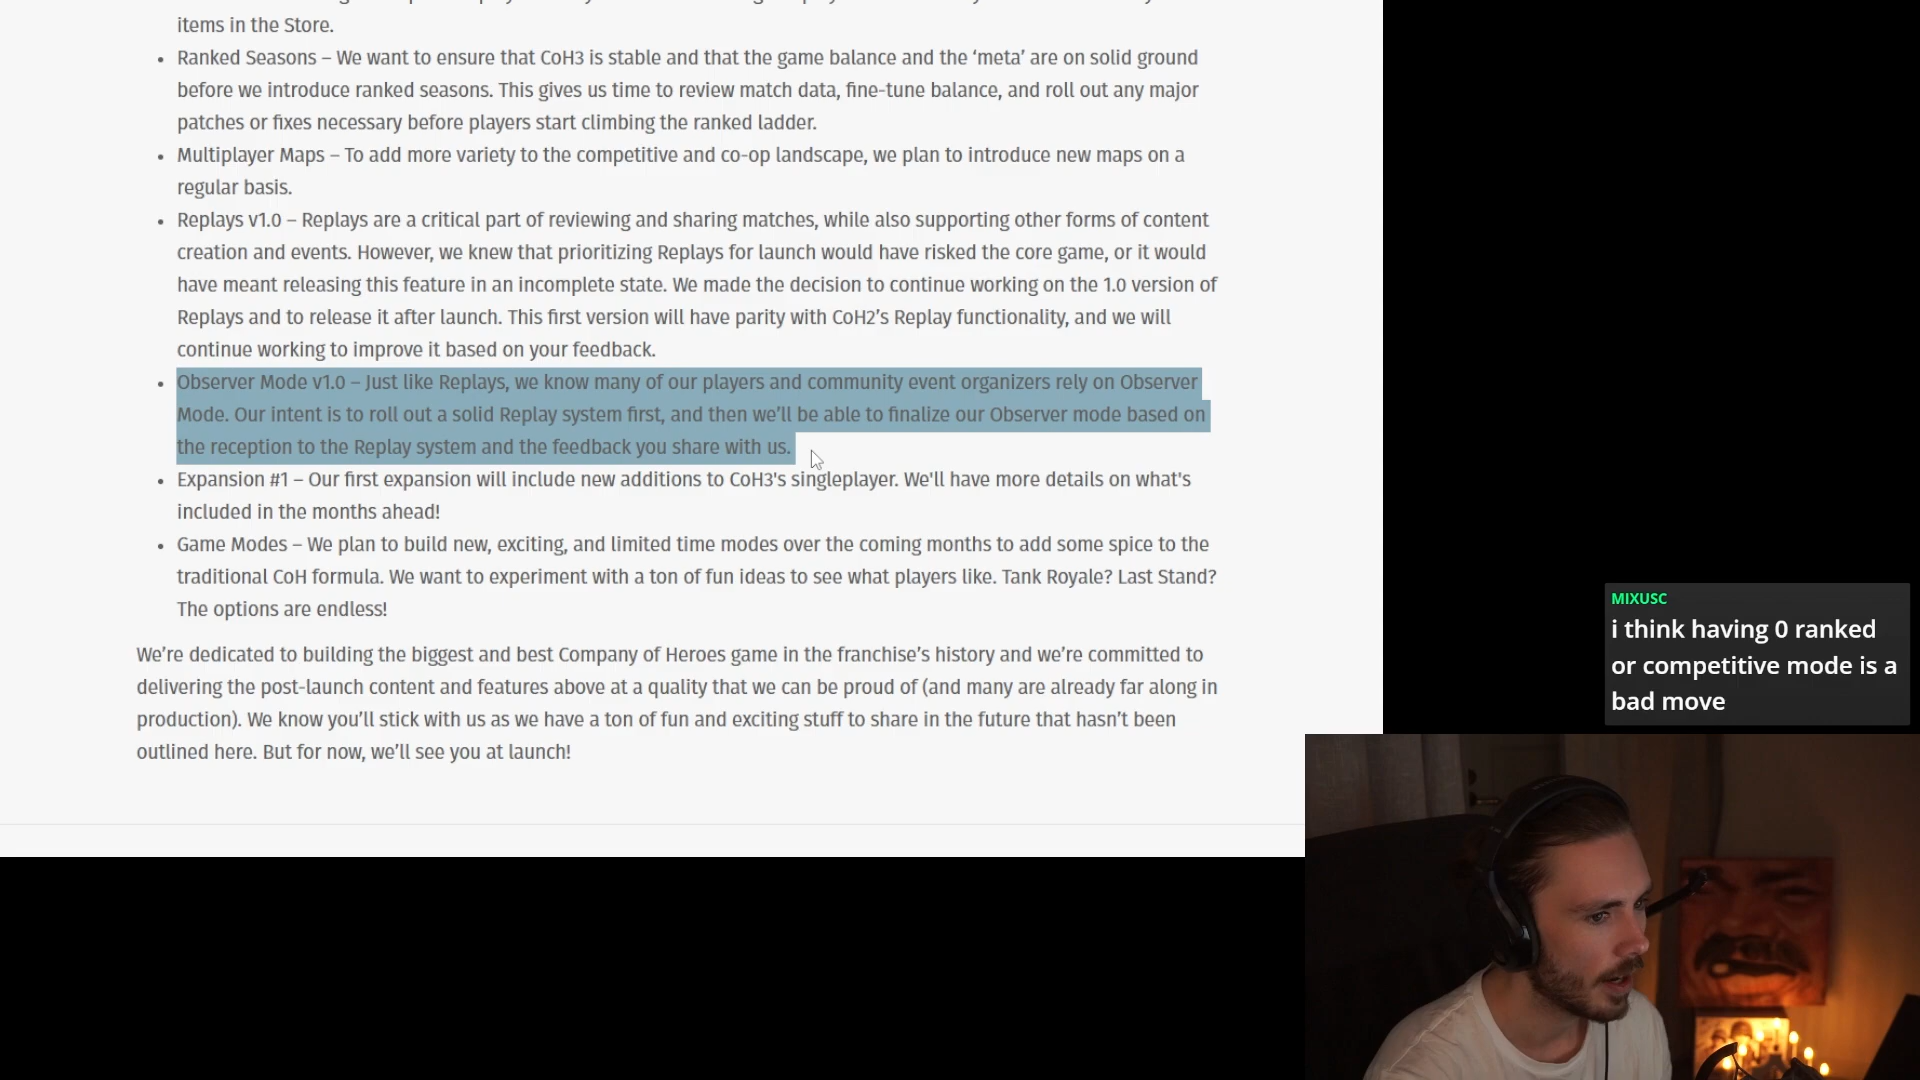 items in the Store.
• Ranked Seasons – We want to ensure that CoH3 is stable and that the game balance and the ‘meta’ are on solid ground
before we introduce ranked seasons. This gives us time to review match data, fine-tune balance, and roll out any major
patches or fixes necessary before players start climbing the ranked ladder.
• Multiplayer Maps – To add more variety to the competitive and co-op landscape, we plan to introduce new maps on a
regular basis.
• Replays v1.0 – Replays are a critical part of reviewing and sharing matches, while also supporting other forms of content
creation and events. However, we knew that prioritizing Replays for launch would have risked the core game, or it would
have meant releasing this feature in an incomplete state. We made the decision to continue working on the 1.0 version of
Replays and to release it after launch. This first version will have parity with CoH2’s Replay functionality, and we will
continue working to improve it based on your feedback.
• Observer Mode v1.0 – Just like Replays, we know many of our players and community event organizers rely on Observer
Mode. Our intent is to roll out a solid Replay system first, and then we’ll be able to finalize our Observer mode based on
the reception to the Replay system and the feedback you share with us.
• Expansion #1 – Our first expansion will include new additions to CoH3's singleplayer. We'll have more details on what's
included in the months ahead!
• Game Modes – We plan to build new, exciting, and limited time modes over the coming months to add some spice to the
traditional CoH formula. We want to experiment with a ton of fun ideas to see what players like. Tank Royale? Last Stand?
The options are endless!
We’re dedicated to building the biggest and best Company of Heroes game in the franchise’s history and we’re committed to
delivering the post-launch content and features above at a quality that we can be proud of (and many are already far along in
production). We know you’ll stick with us as we have a ton of fun and exciting stuff to share in the future that hasn’t been
outlined here. But for now, we’ll see you at launch!
MIXUSC
i think having 0 ranked
or competitive mode is a
bad move